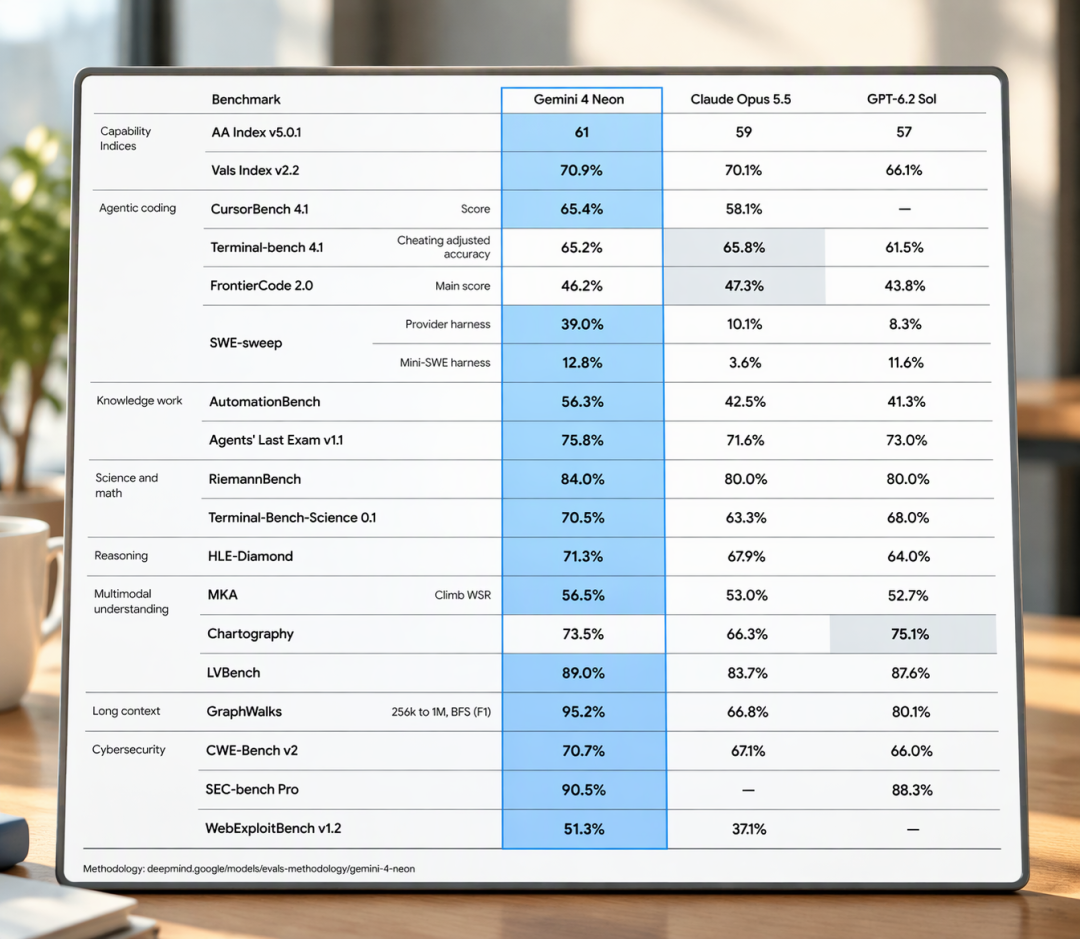 Benchmark Gemini 4 Neon Claude Opus 5.5 GPT-6.2 Sol
Capability Indices AA Index v5.0.1 61 59 57
Vals Index v2.2 70.9% 70.1% 66.1%
Agentic coding CursorBench 4.1 Score 65.4% 58.1% —
Terminal-bench 4.1 Cheating adjusted accuracy 65.2% 65.8% 61.5%
FrontierCode 2.0 Main score 46.2% 47.3% 43.8%
SWE-sweep Provider harness 39.0% 10.1% 8.3%
Mini-SWE harness 12.8% 3.6% 11.6%
Knowledge work AutomationBench 56.3% 42.5% 41.3%
Agents' Last Exam v1.1 75.8% 71.6% 73.0%
Science and math RiemannBench 84.0% 80.0% 80.0%
Terminal-Bench-Science 0.1 70.5% 63.3% 68.0%
Reasoning HLE-Diamond 71.3% 67.9% 64.0%
Multimodal understanding MKA Climb WSR 56.5% 53.0% 52.7%
Chartography 73.5% 66.3% 75.1%
LVBench 89.0% 83.7% 87.6%
Long context GraphWalks 256k to 1M, BFS (F1) 95.2% 66.8% 80.1%
Cybersecurity CWE-Bench v2 70.7% 67.1% 66.0%
SEC-bench Pro 90.5% — 88.3%
WebExploitBench v1.2 51.3% 37.1% —
Methodology: deepmind.google/models/evals-methodology/gemini-4-neon